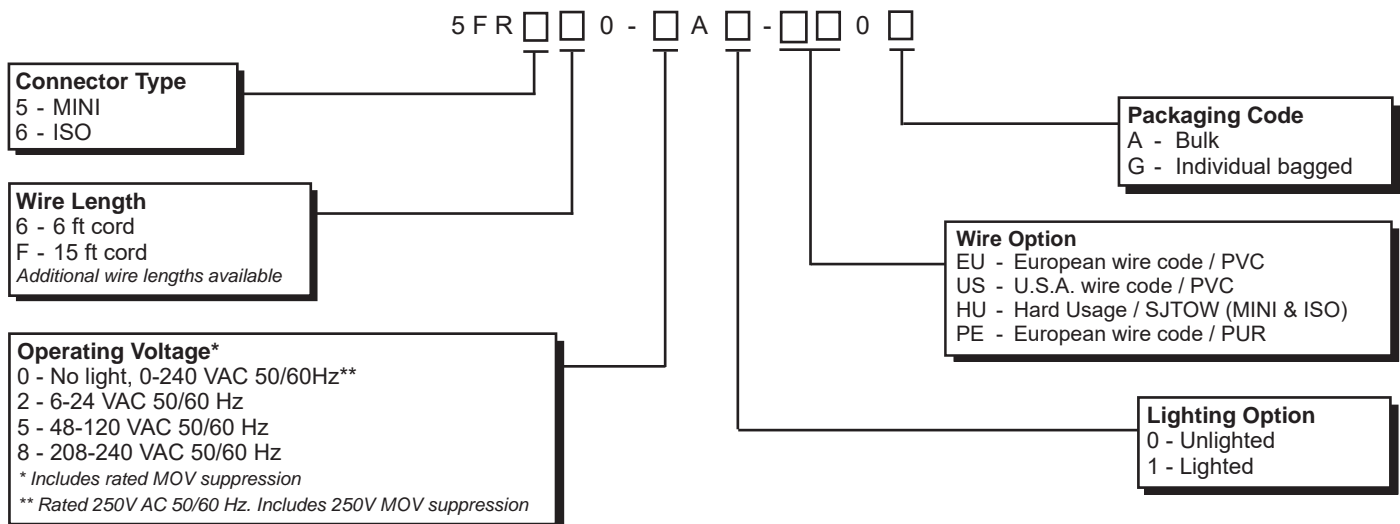 5 F R 0 - A - 0
Connector Type
5 - MINI
6 - ISO
Wire Length
6 - 6 ft cord
F - 15 ft cord
Additional wire lengths available
Operating Voltage*
0 - No light, 0-240 VAC 50/60Hz**
2 - 6-24 VAC 50/60 Hz
5 - 48-120 VAC 50/60 Hz
8 - 208-240 VAC 50/60 Hz
* Includes rated MOV suppression
** Rated 250V AC 50/60 Hz. Includes 250V MOV suppression
Packaging Code
A - Bulk
G - Individual bagged
Wire Option
EU - European wire code / PVC
US - U.S.A. wire code / PVC
HU - Hard Usage / SJTOW (MINI & ISO)
PE - European wire code / PUR
Lighting Option
0 - Unlighted
1 - Lighted